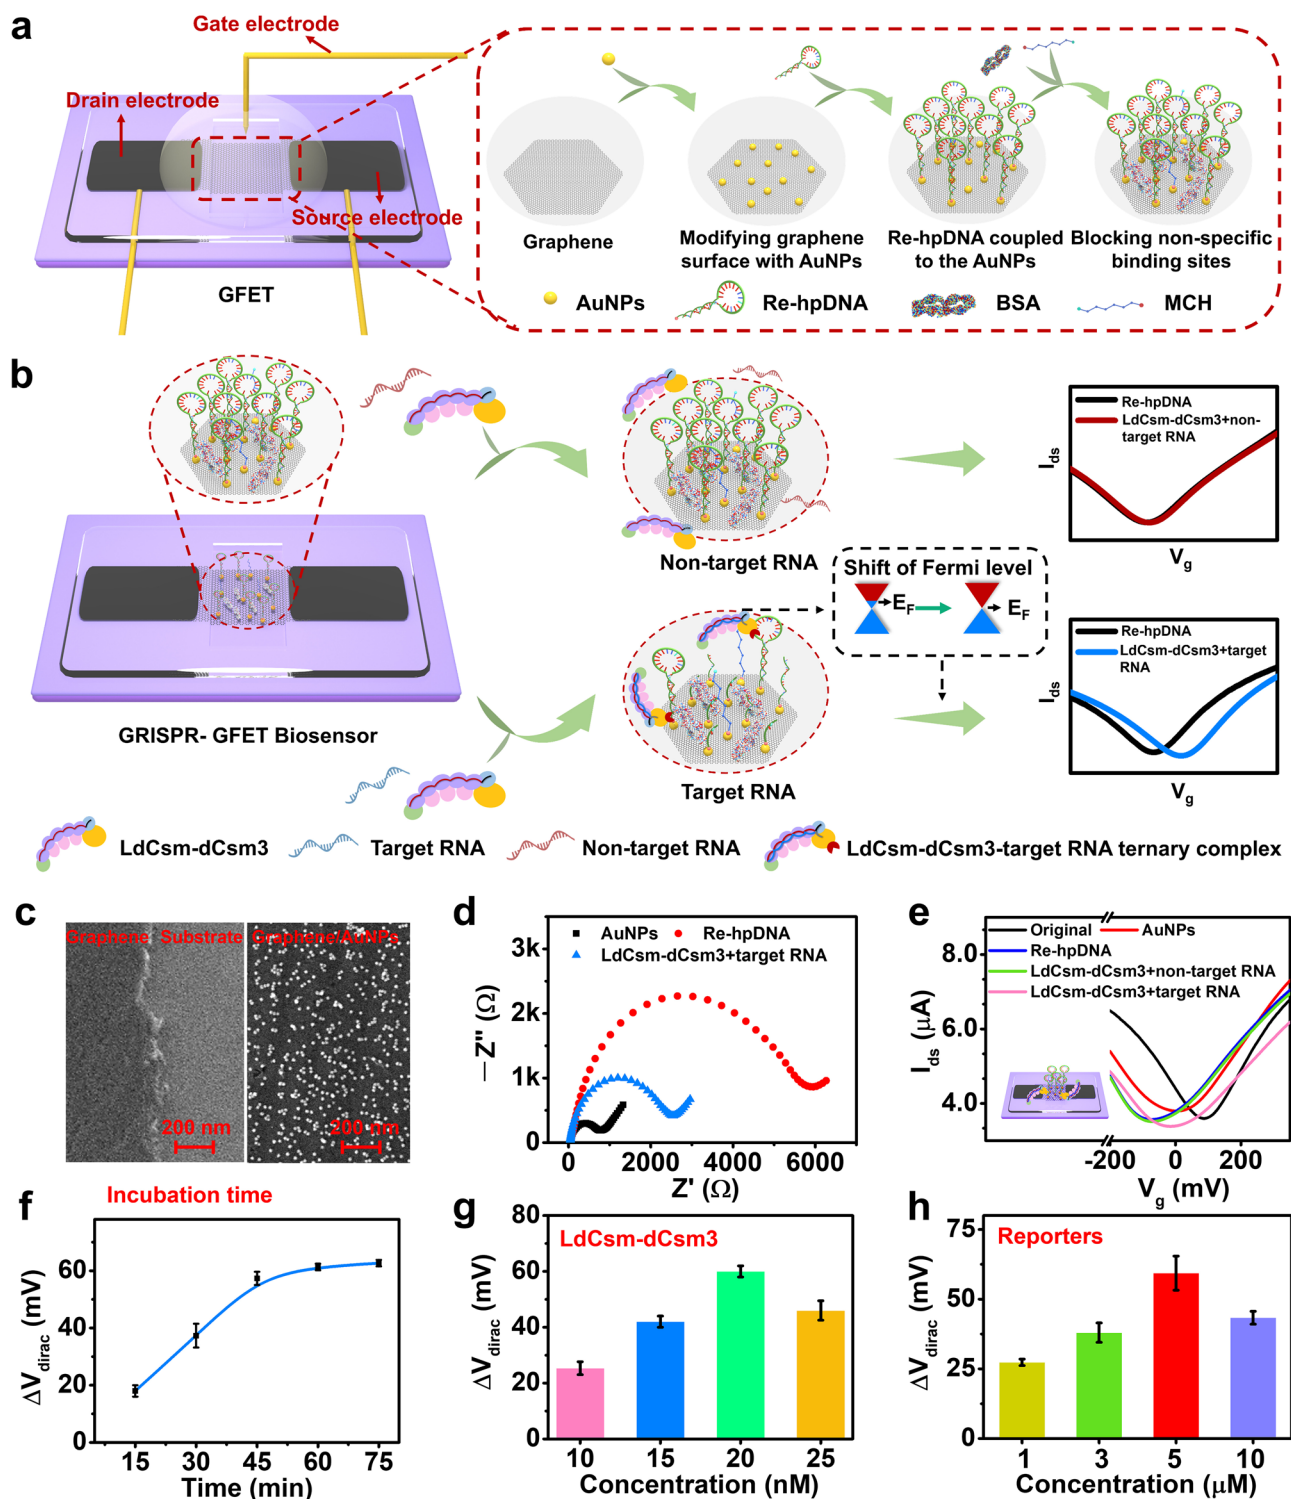 a
Gate electrode
Drain electrode
Source electrode
GFET
Graphene
Modifying graphene
surface with AuNPs
Re-hpDNA coupled
to the AuNPs
Blocking non-specific
binding sites
AuNPs
Re-hpDNA
BSA
MCH
b
Re-hpDNA
LdCsm-dCsm3+non-
target RNA
Ids
Vg
Non-target RNA
Shift of Fermi level
EF
EF
Re-hpDNA
LdCsm-dCsm3+target
RNA
Ids
Vg
GRISPR- GFET Biosensor
Target RNA
LdCsm-dCsm3
Target RNA
Non-target RNA
LdCsm-dCsm3-target RNA ternary complex
c
Graphene
Substrate
Graphene/AuNPs
200 nm
200 nm
d
AuNPs
Re-hpDNA
LdCsm-dCsm3+target RNA
3k
2k
1k
0
—Z'' (Ω)
0 2000 4000 6000
Z' (Ω)
e
Original
AuNPs
Re-hpDNA
LdCsm-dCsm3+non-target RNA
LdCsm-dCsm3+target RNA
8.0
6.0
4.0
Ids (μA)
-200 0 200
Vg (mV)
f
Incubation time
60
40
20
0
ΔVdirac (mV)
15 30 45 60 75
Time (min)
g
LdCsm-dCsm3
80
60
40
20
0
ΔVdirac (mV)
10 15 20 25
Concentration (nM)
h
Reporters
75
50
25
0
ΔVdirac (mV)
1 3 5 10
Concentration (μM)